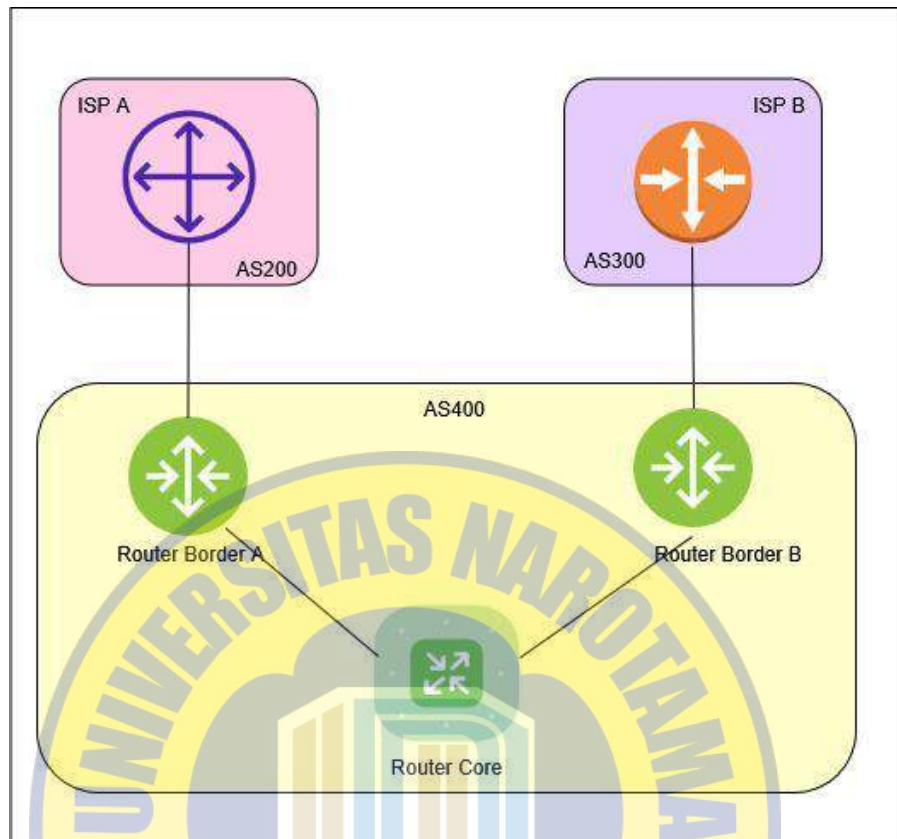 ISP A
ISP B
AS200
AS300
AS400
Router Border A
Router Border B
Router Core
UNIVERSITAS NAROTAMA